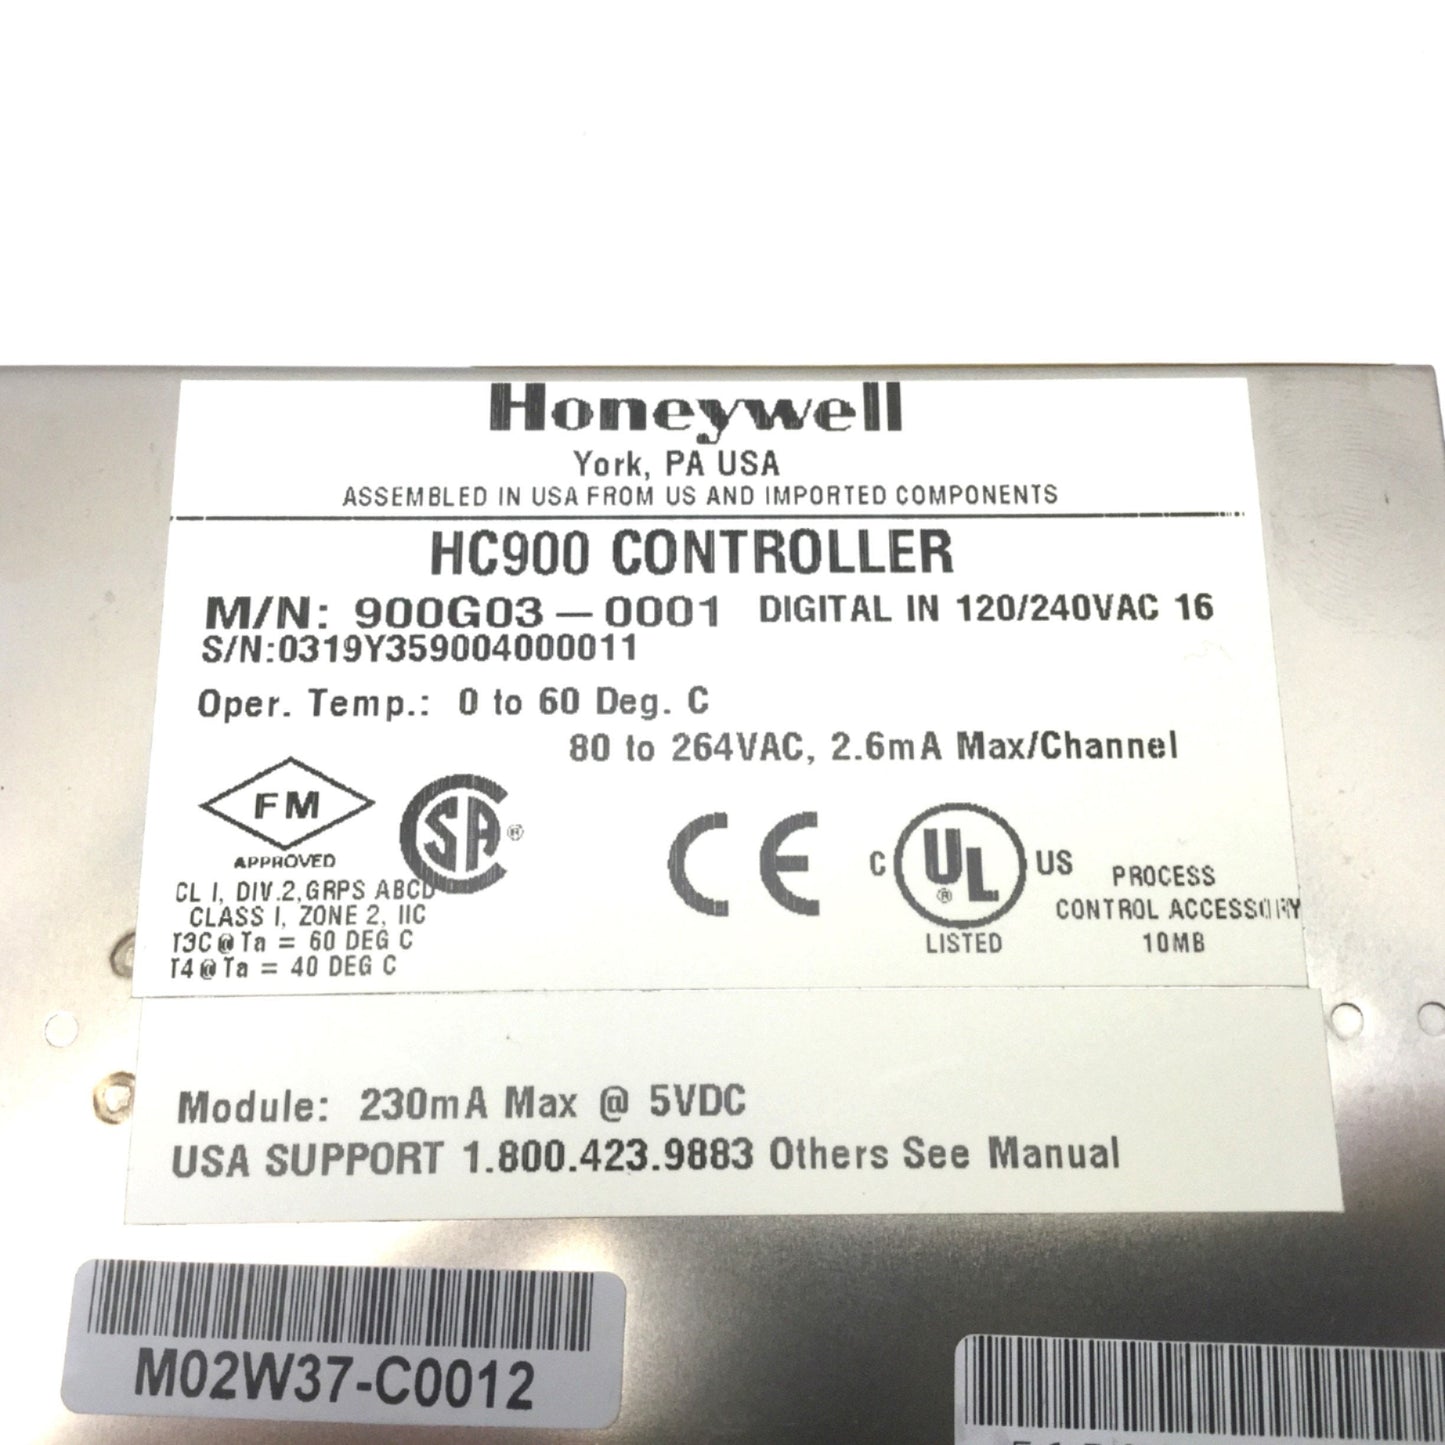 Honeywell
York, PA USA
ASSEMBLED IN USA FROM US AND IMPORTED COMPONENTS
HC900 CONTROLLER
M/N: 900G03-0001 DIGITAL IN 120/240VAC 16
S/N:0319Y359004000011
Oper. Temp.: 0 to 60 Deg. C
80 to 264VAC, 2.6mA Max/Channel
FM
APPROVED
CL I, DIV.2, GRPS ABCD
CLASS I, ZONE 2, IIC
T3C@Ta = 60 DEG C
T4@Ta = 40 DEG C
CSA ®
CE
C UL ® US
LISTED
PROCESS
CONTROL ACCESSORY
10MB
Module: 230mA Max @ 5VDC
USA SUPPORT 1.800.423.9883 Others See Manual
M02W37-C0012